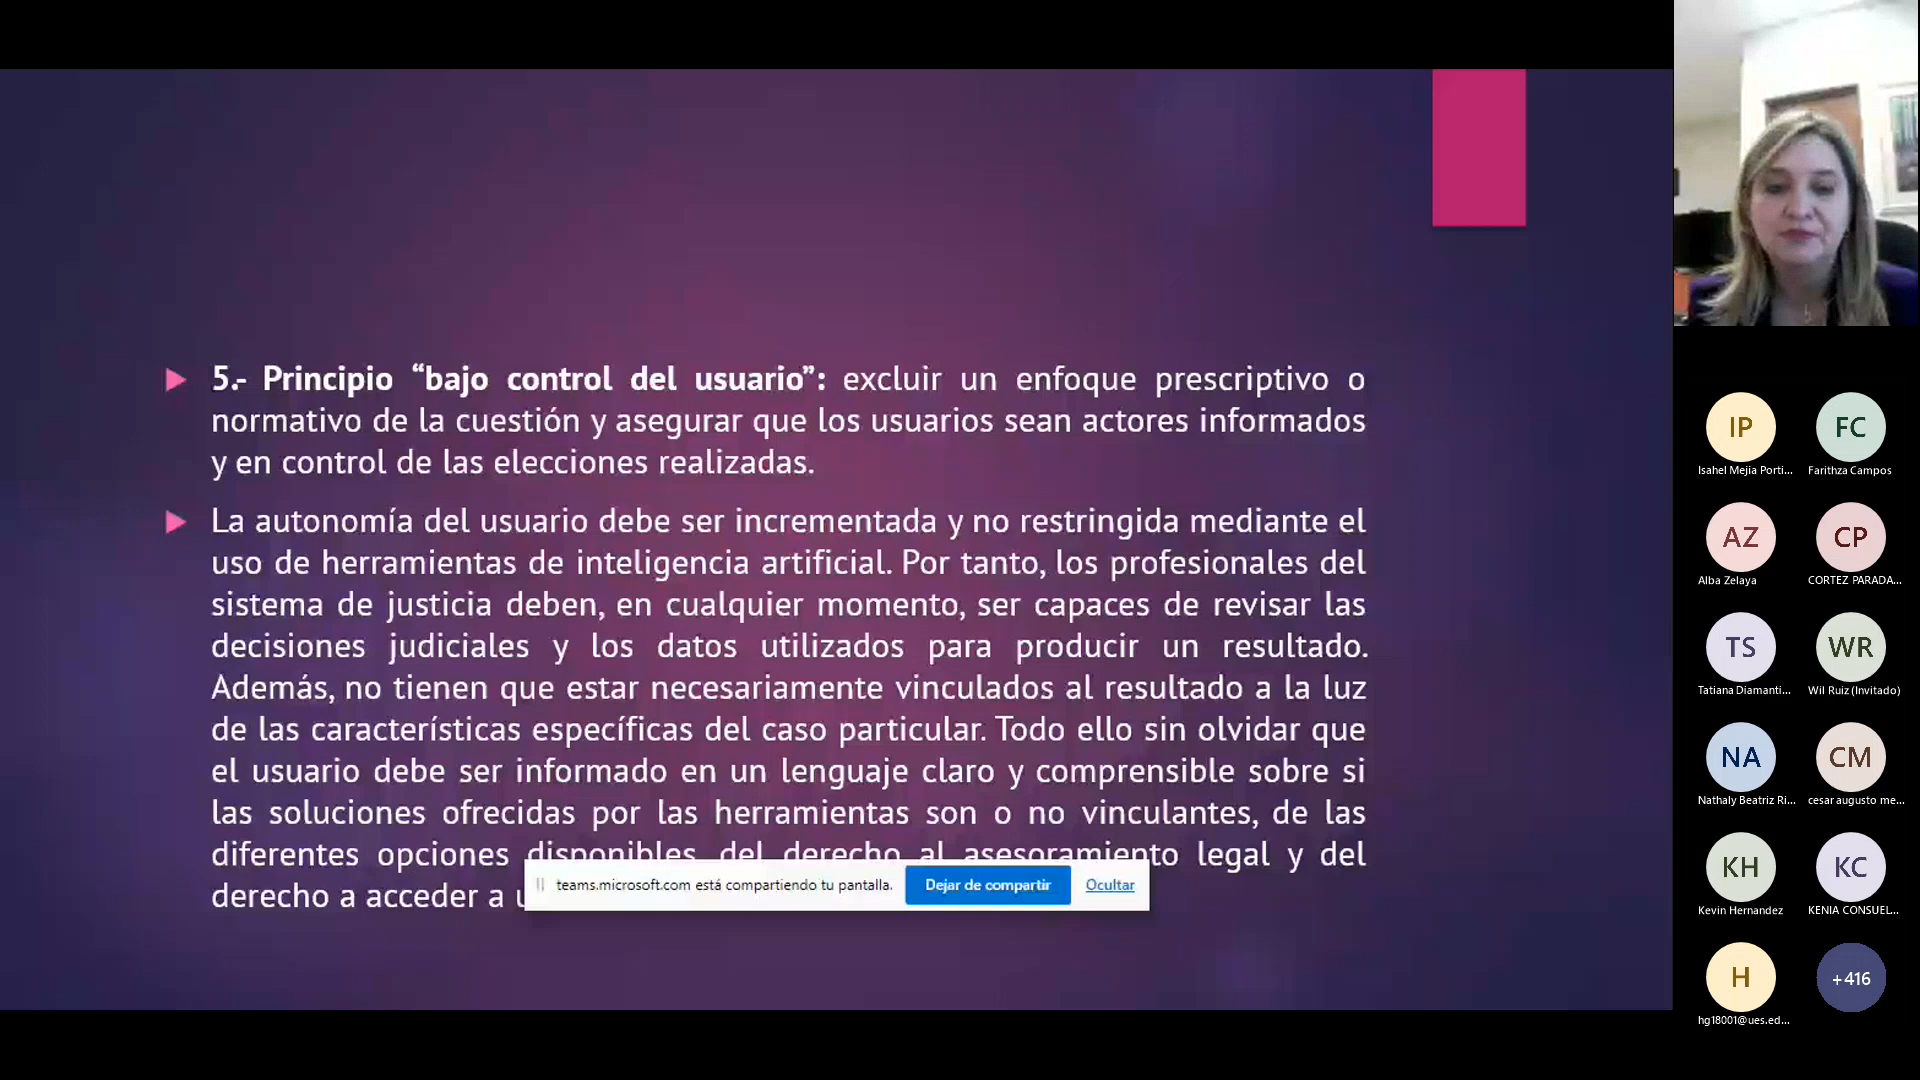 5.- Principio “bajo control del usuario”: excluir un enfoque prescriptivo o
normativo de la cuestión y asegurar que los usuarios sean actores informados
y en control de las elecciones realizadas.
La autonomía del usuario debe ser incrementada y no restringida mediante el
uso de herramientas de inteligencia artificial. Por tanto, los profesionales del
sistema de justicia deben, en cualquier momento, ser capaces de revisar las
decisiones judiciales y los datos utilizados para producir un resultado.
Además, no tienen que estar necesariamente vinculados al resultado a la luz
de las características específicas del caso particular. Todo ello sin olvidar que
el usuario debe ser informado en un lenguaje claro y comprensible sobre si
las soluciones ofrecidas por las herramientas son o no vinculantes, de las
diferentes opciones disponibles, del derecho al asesoramiento legal y del
derecho a acceder a
teams.microsoft.com está compartiendo tu pantalla. Dejar de compartir Ocultar
IP FC
Isahel Mejia Porti... Farithza Campos
AZ CP
Alba Zelaya CORTEZ PARADA...
TS WR
Tatiana Diamanti... Wil Ruiz (Invitado)
NA CM
Nathaly Beatriz Ri... cesar augusto me...
KH KC
Kevin Hernandez KENIA CONSUEL...
H +416
hg18001@ues.ed...